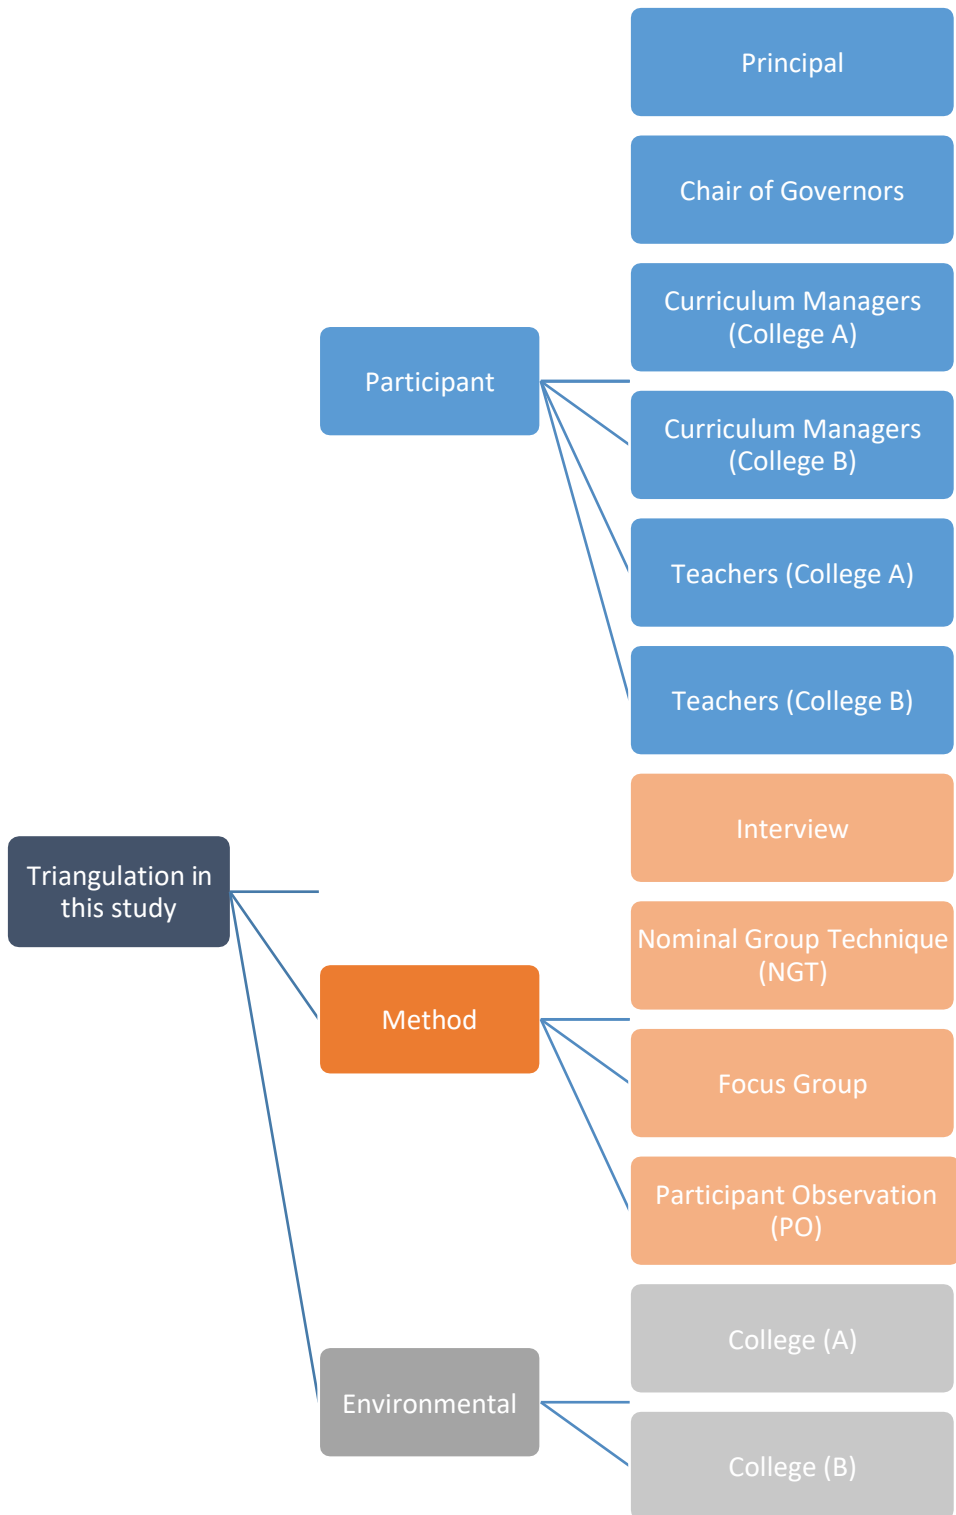 Principal
Chair of Governors
Curriculum Managers
(College A)
Participant
Curriculum Managers
(College B)
Teachers (College A)
Teachers (College B)
Interview
Triangulation in
this study
Nominal Group Technique
(NGT)
Method
Focus Group
Participant Observation
(PO)
College (A)
Environmental
College (B)